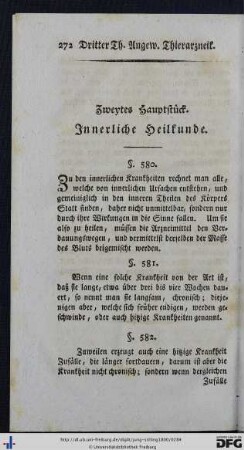 272 Dritter Th. Angew. Thierarzneik.
Zweytes Hauptstück.
Innerliche Heilkunde.
§. 580.
Zu den innerlichen Krankheiten rechnet man alle,
welche von innerlichen Ursachen entstehen, und
gemeiniglich in den inneren Theilen des Körpers
Statt finden, daher nicht unmittelbar, sondern nur
durch ihre Wirkungen in die Sinne fallen. Um sie
also zu heilen, müssen die Arzneimittel den Ver-
dauungswegen, und vermittelst derselben der Masse
des Bluts beigemischt werden.
§. 581.
Wenn eine solche Krankheit von der Art ist,
daß sie lange, etwa über drei bis vier Wochen dau-
ert, so nennt man sie langsam, chronisch; dieje-
nigen aber, welche sich früher endigen, werden ge-
schwinde, oder auch hitzige Krankheiten genannt.
§. 582.
Zuweilen erzeugt auch eine hitzige Krankheit
Zufälle, die länger fortdauern, darum ist aber die
Krankheit nicht chronisch; sondern wenn dergleichen
Zufälle
© Universitätsbibliothek Freiburg
DFG